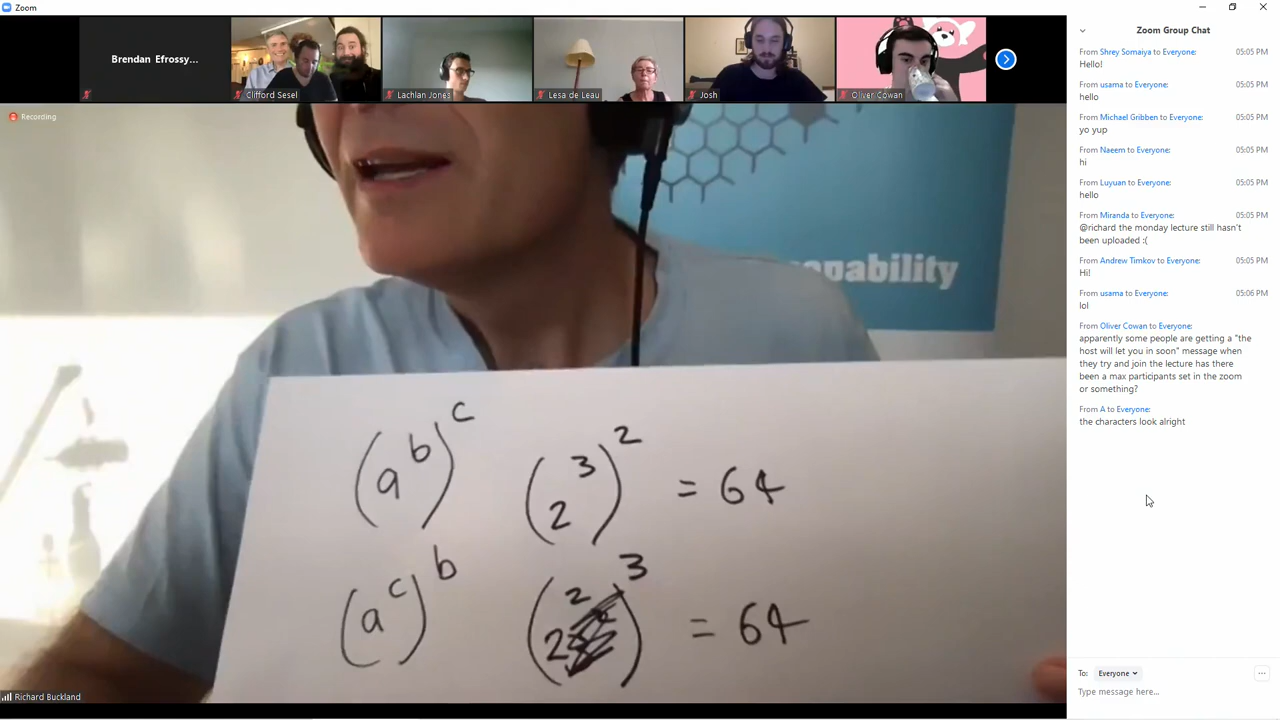 Zoom
Brendan Efrossy...
Clifford Sesel
Lachlan Jones
Lesa de Leau
Josh
Oliver Cowan
Recording
apability
(a^b)^c (2^3)^2 = 64
(a^c)^b (2^2)^3 = 64
Richard Buckland
Zoom Group Chat
From Shrey Somaiya to Everyone: 05:05 PM
Hello!
From usama to Everyone: 05:05 PM
hello
From Michael Gribben to Everyone: 05:05 PM
yo yup
From Naeem to Everyone: 05:05 PM
hi
From Luyuan to Everyone: 05:05 PM
hello
From Miranda to Everyone: 05:05 PM
@richard the monday lecture still hasn't
been uploaded :(
From Andrew Timkov to Everyone: 05:05 PM
Hi!
From usama to Everyone: 05:06 PM
lol
From Oliver Cowan to Everyone: 05:09 PM
apparently some people are getting a "the
host will let you in soon" message when
they try and join the lecture has there
been a max participants set in the zoom
or something?
From A to Everyone: 05:09 PM
the characters look alright
To: Everyone
Type message here...